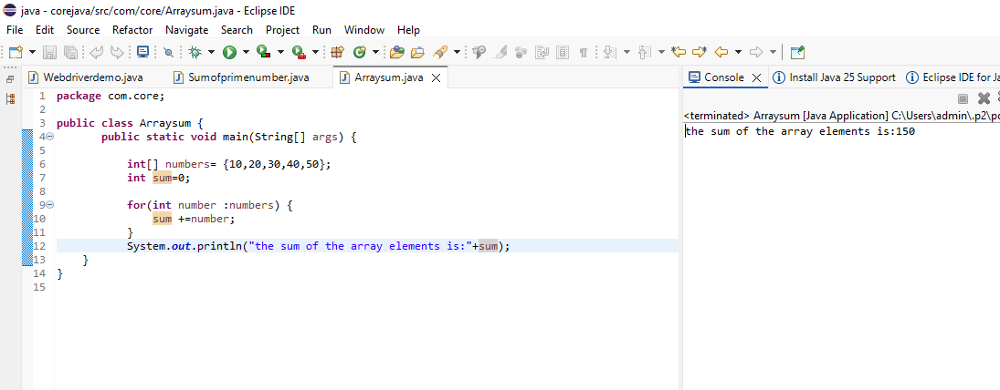 java - corejava/src/com/core/Arraysum.java - Eclipse IDE
File Edit Source Refactor Navigate Search Project Run Window Help
Webdriverdemo.java Sumofprimenumber.java Arraysum.java
1 package com.core;
2
3 public class Arraysum {
4 public static void main(String[] args) {
5
6 int[] numbers= {10,20,30,40,50};
7 int sum=0;
8
9 for(int number :numbers) {
10 sum +=number;
11 }
12 System.out.println("the sum of the array elements is:"+sum);
13 }
14 }
15
Console Install Java 25 Support Eclipse IDE for Ja
<terminated> Arraysum [Java Application] C:\Users\admin\.p2\po
the sum of the array elements is:150